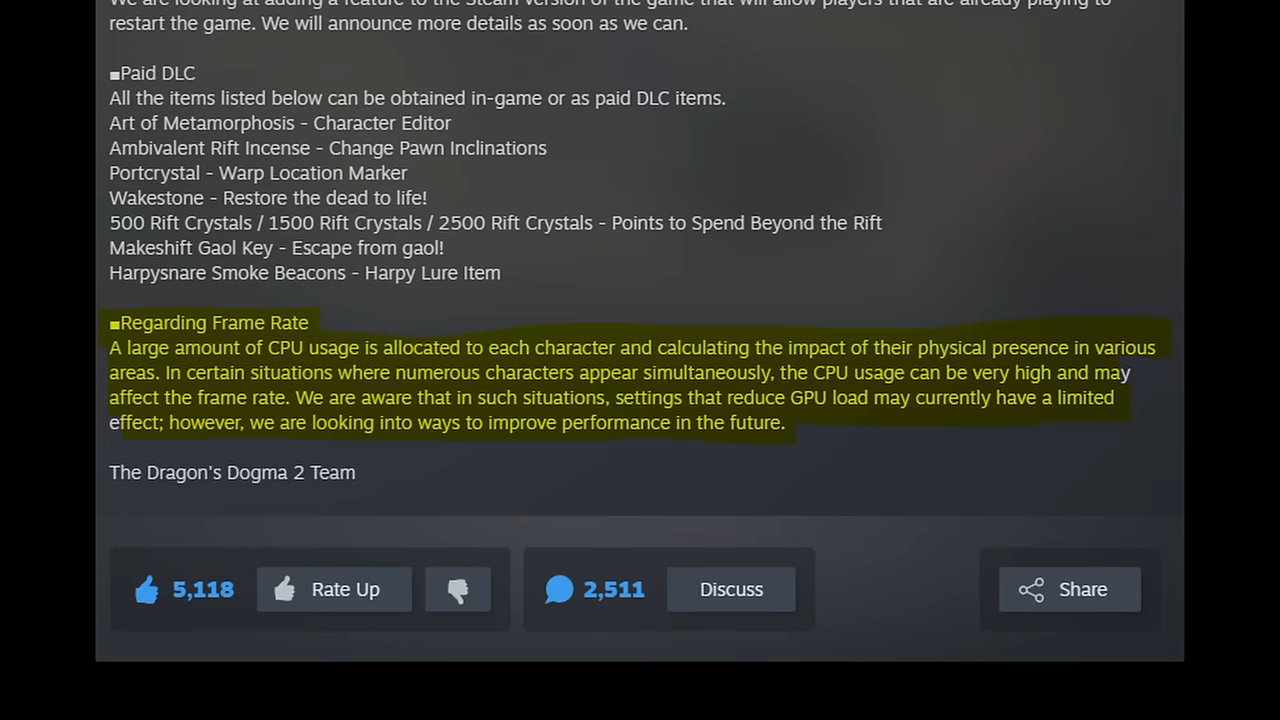 We are looking at adding a feature to the Steam version of the game that will allow players that are already playing to
restart the game. We will announce more details as soon as we can.
■Paid DLC
All the items listed below can be obtained in-game or as paid DLC items.
Art of Metamorphosis - Character Editor
Ambivalent Rift Incense - Change Pawn Inclinations
Portcrystal - Warp Location Marker
Wakestone - Restore the dead to life!
500 Rift Crystals / 1500 Rift Crystals / 2500 Rift Crystals - Points to Spend Beyond the Rift
Makeshift Gaol Key - Escape from gaol!
Harpysnare Smoke Beacons - Harpy Lure Item
■Regarding Frame Rate
A large amount of CPU usage is allocated to each character and calculating the impact of their physical presence in various
areas. In certain situations where numerous characters appear simultaneously, the CPU usage can be very high and may
affect the frame rate. We are aware that in such situations, settings that reduce GPU load may currently have a limited
effect; however, we are looking into ways to improve performance in the future.
The Dragon's Dogma 2 Team
5,118 Rate Up 2,511 Discuss Share